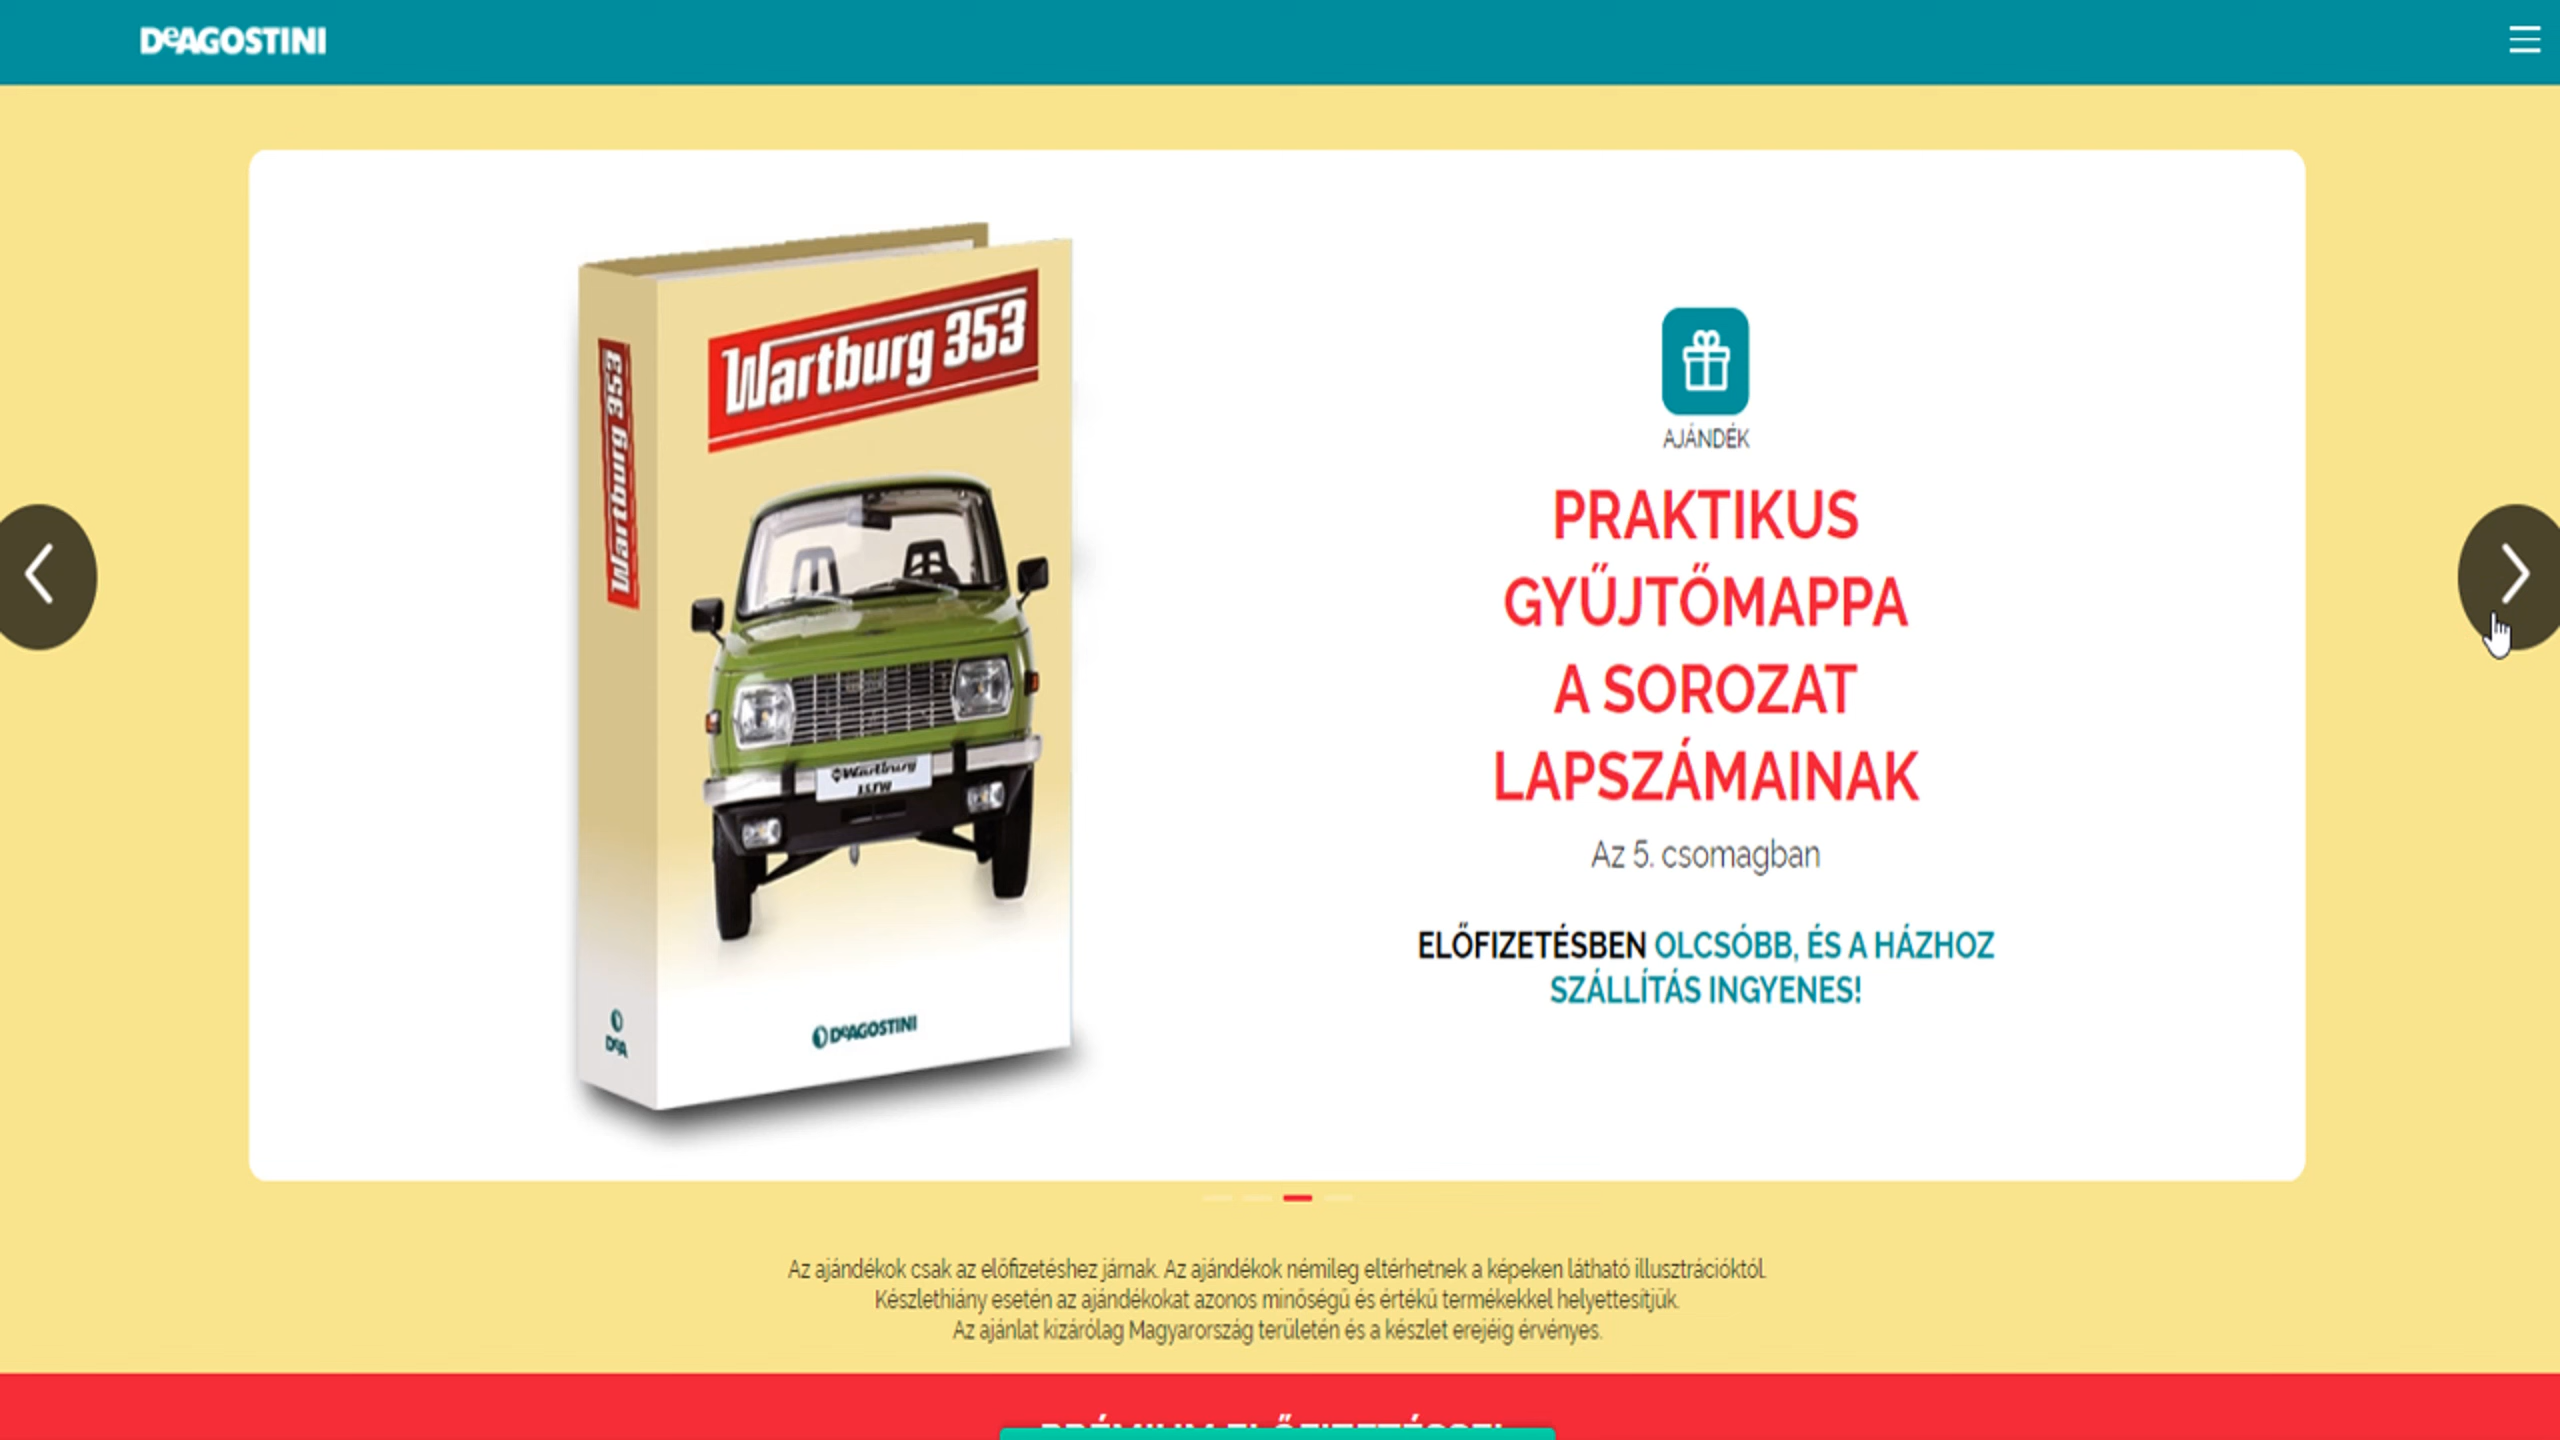 DeAGOSTINI
Wartburg 353
Wartburg 353
AJÁNDÉK
PRAKTIKUS
GYŰJTŐMAPPA
A SOROZAT
LAPSZÁMAINAK
Az 5. csomagban
ELŐFIZETÉSBEN OLCSÓBB, ÉS A HÁZHOZ
SZÁLLÍTÁS INGYENES!
Wartburg
DeA
DeAGOSTINI
Az ajándékok csak az előfizetéshez járnak. Az ajándékok némileg eltérhetnek a képeken látható illusztrációktól.
Készlethiány esetén az ajándékokat azonos minőségű és értékű termékekkel helyettesítjük.
Az ajánlat kizárólag Magyarország területén és a készlet erejéig érvényes.